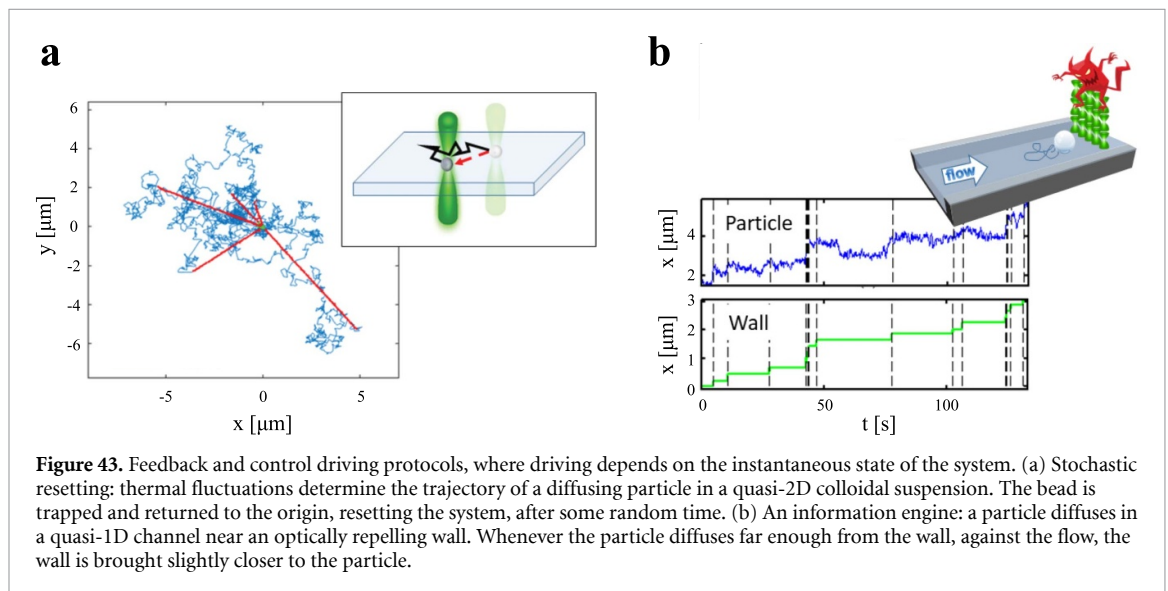 a
6
4
2
0
-2
-4
-6
y [μm]
-5 0 5
x [μm]
b
flow
Particle
4
2
x [μm]
Wall
3
2
1
0
x [μm]
0 50 100
t [s]
Figure 43. Feedback and control driving protocols, where driving depends on the instantaneous state of the system. (a) Stochastic
resetting: thermal fluctuations determine the trajectory of a diffusing particle in a quasi-2D colloidal suspension. The bead is
trapped and returned to the origin, resetting the system, after some random time. (b) An information engine: a particle diffuses in
a quasi-1D channel near an optically repelling wall. Whenever the particle diffuses far enough from the wall, against the flow, the
wall is brought slightly closer to the particle.